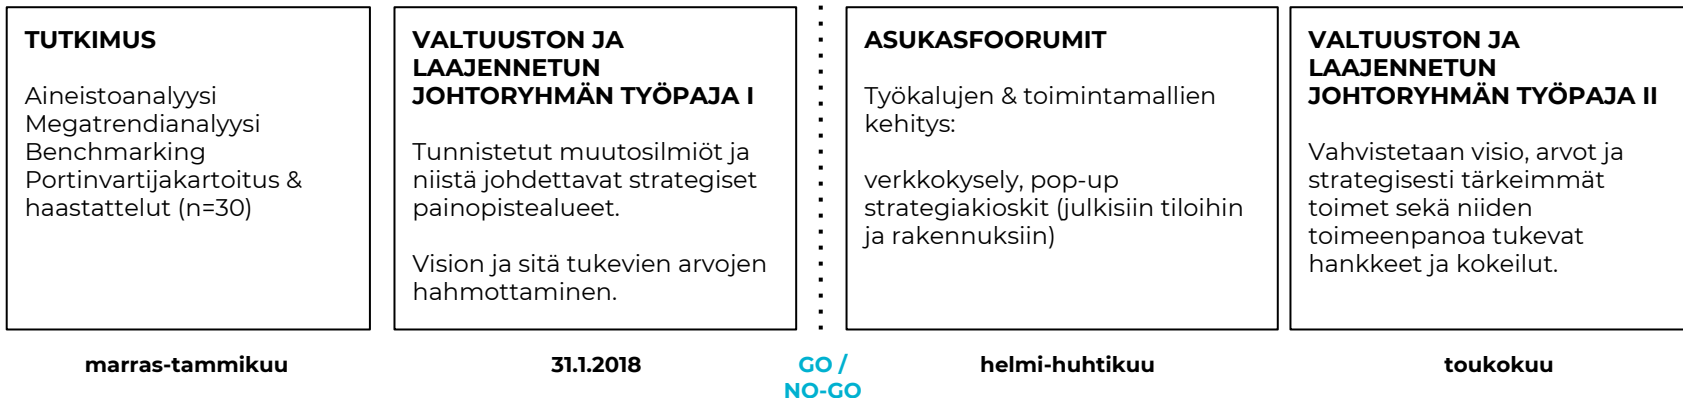 TUTKIMUS
Aineistoanalyysi
Megatrendianalyysi
Benchmarking
Portinvartijakartoitus &
haastattelut (n=30)
marras-tammikuu
VALTUUSTON JA
LAAJENNETUN
JOHTORYHMÄN TYÖPAJA I
Tunnistetut muutosilmiöt ja
niistä johdettavat strategiset
painopistealueet.
Vision ja sitä tukevien arvojen
hahmottaminen.
31.1.2018
GO /
NO-GO
ASUKASFOORUMIT
Työkalujen & toimintamallien
kehitys:
verkkokysely, pop-up
strategiakioskit (julkisiin tiloihin
ja rakennuksiin)
helmi-huhtikuu
VALTUUSTON JA
LAAJENNETUN
JOHTORYHMÄN TYÖPAJA II
Vahvistetaan visio, arvot ja
strategisesti tärkeimmät
toimet sekä niiden
toimeenpanoa tukevat
hankkeet ja kokeilut.
toukokuu